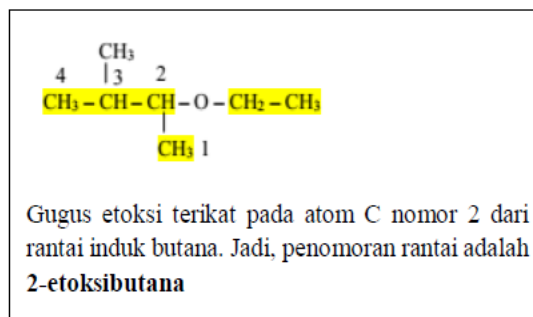 CH₃
4 |3 2
CH₃ – CH – CH – O – CH₂ – CH₃
|
CH₃ 1
Gugus etoksi terikat pada atom C nomor 2 dari
rantai induk butana. Jadi, penomoran rantai adalah
2-etoksibutana